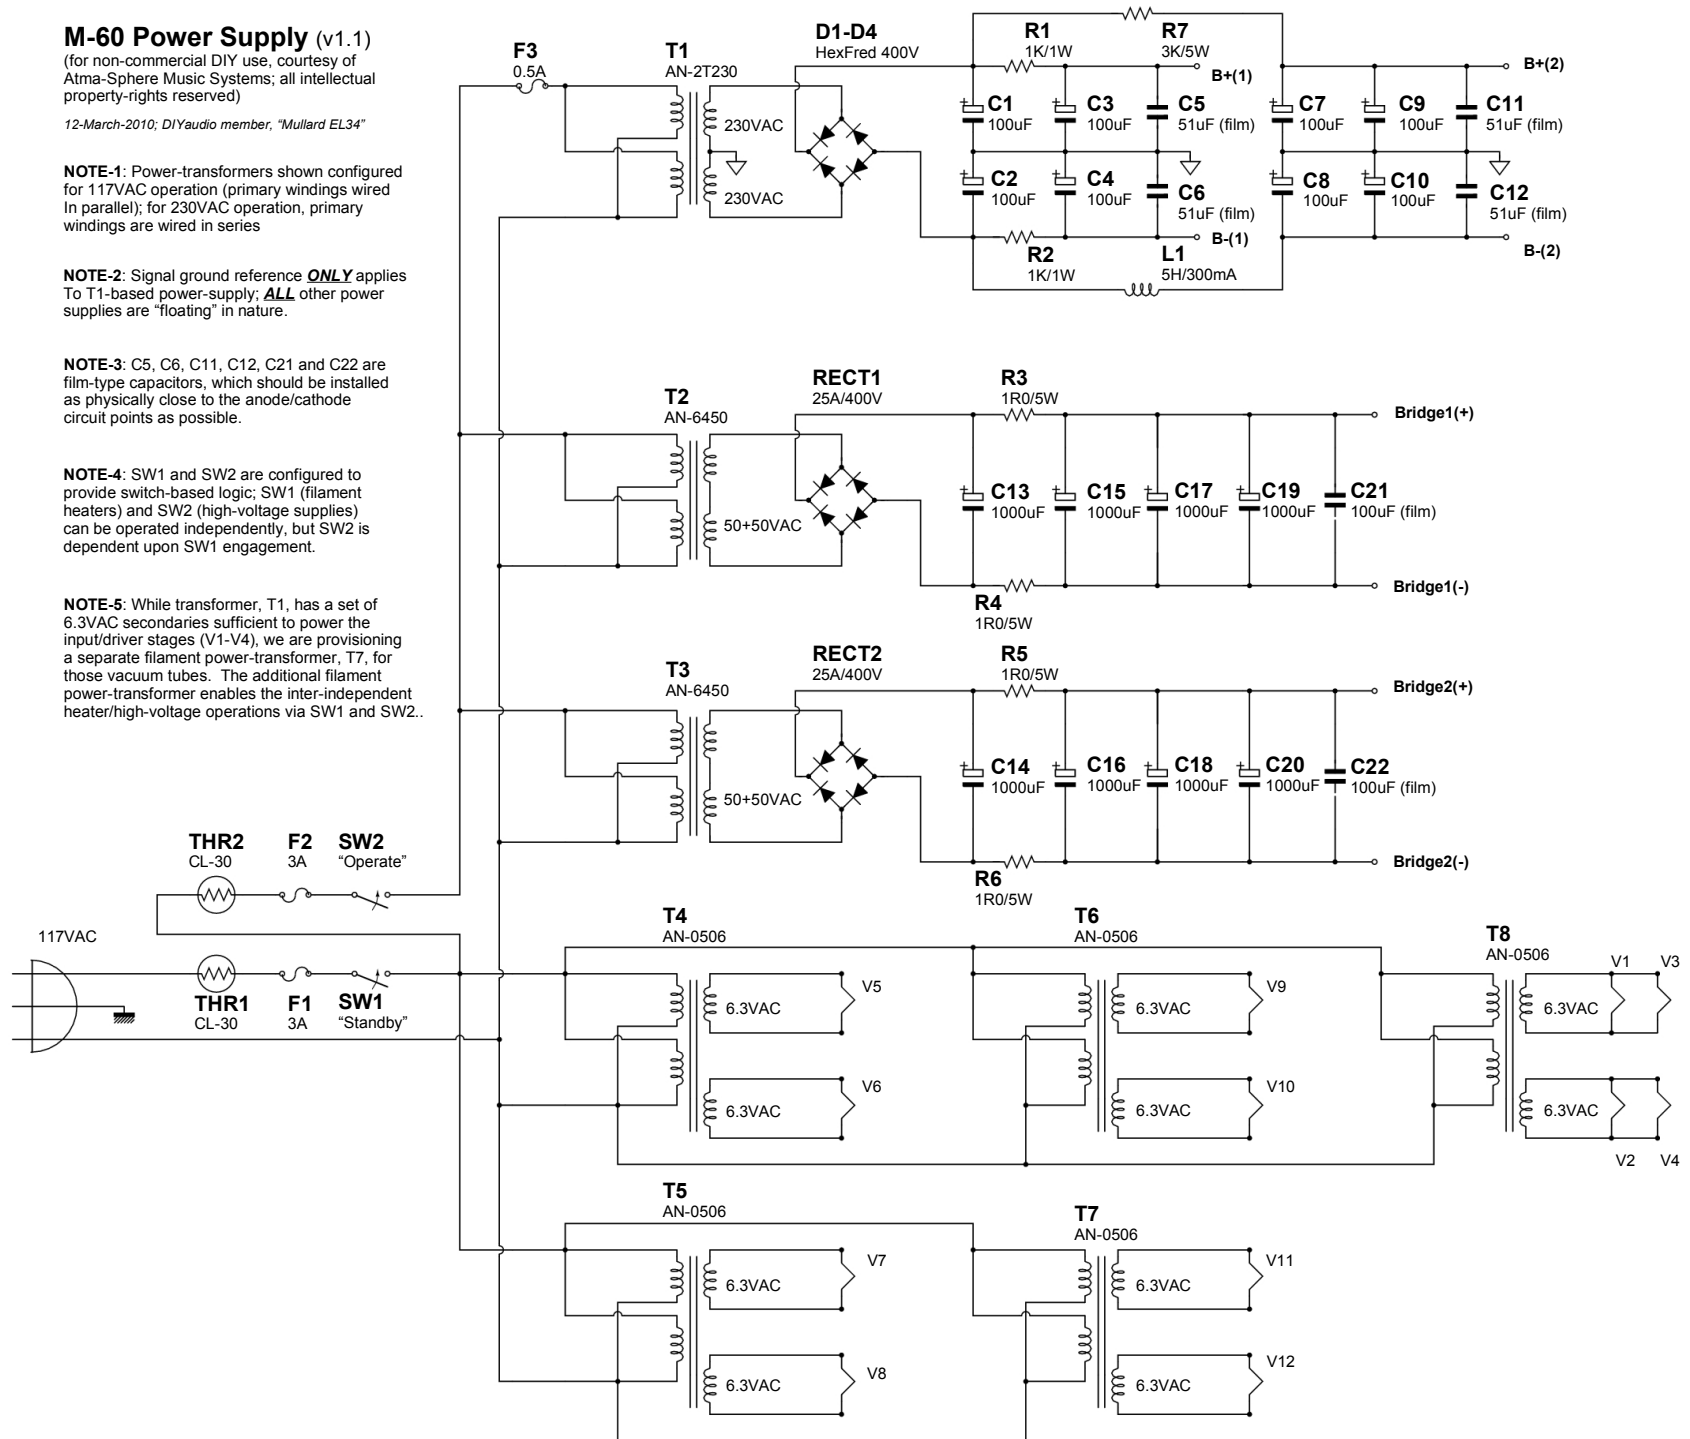 M-60 Power Supply (v1.1)
(for non-commercial DIY use, courtesy of
Atma-Sphere Music Systems; all intellectual
property-rights reserved)
12-March-2010; DIYaudio member, “Mullard EL34”
NOTE-1: Power-transformers shown configured
for 117VAC operation (primary windings wired
In parallel); for 230VAC operation, primary
windings are wired in series
NOTE-2: Signal ground reference ONLY applies
To T1-based power-supply; ALL other power
supplies are “floating” in nature.
NOTE-3: C5, C6, C11, C12, C21 and C22 are
film-type capacitors, which should be installed
as physically close to the anode/cathode
circuit points as possible.
NOTE-4: SW1 and SW2 are configured to
provide switch-based logic; SW1 (filament
heaters) and SW2 (high-voltage supplies)
can be operated independently, but SW2 is
dependent upon SW1 engagement.
NOTE-5: While transformer, T1, has a set of
6.3VAC secondaries sufficient to power the
input/driver stages (V1-V4), we are provisioning
a separate filament power-transformer, T7, for
those vacuum tubes. The additional filament
power-transformer enables the inter-independent
heater/high-voltage operations via SW1 and SW2..
F3
0.5A
T1
AN-2T230
230VAC
230VAC
D1-D4
HexFred 400V
R1
1K/1W
R7
3K/5W
B+(1)
B+(2)
+
C1
100uF
+
C3
100uF
C5
51uF (film)
+
C7
100uF
+
C9
100uF
C11
51uF (film)
+
C2
100uF
+
C4
100uF
C6
51uF (film)
+
C8
100uF
+
C10
100uF
C12
51uF (film)
B-(1)
B-(2)
R2
1K/1W
L1
5H/300mA
T2
AN-6450
50+50VAC
RECT1
25A/400V
R3
1R0/5W
Bridge1(+)
+
C13
1000uF
+
C15
1000uF
+
C17
1000uF
+
C19
1000uF
C21
100uF (film)
Bridge1(-)
R4
1R0/5W
T3
AN-6450
50+50VAC
RECT2
25A/400V
R5
1R0/5W
Bridge2(+)
+
C14
1000uF
+
C16
1000uF
+
C18
1000uF
+
C20
1000uF
C22
100uF (film)
Bridge2(-)
R6
1R0/5W
THR2
CL-30
F2
3A
SW2
“Operate”
117VAC
THR1
CL-30
F1
3A
SW1
“Standby”
T4
AN-0506
6.3VAC
V5
6.3VAC
V6
T6
AN-0506
6.3VAC
V9
6.3VAC
V10
T8
AN-0506
V1
V3
6.3VAC
6.3VAC
V2
V4
T5
AN-0506
6.3VAC
V7
6.3VAC
V8
T7
AN-0506
6.3VAC
V11
6.3VAC
V12